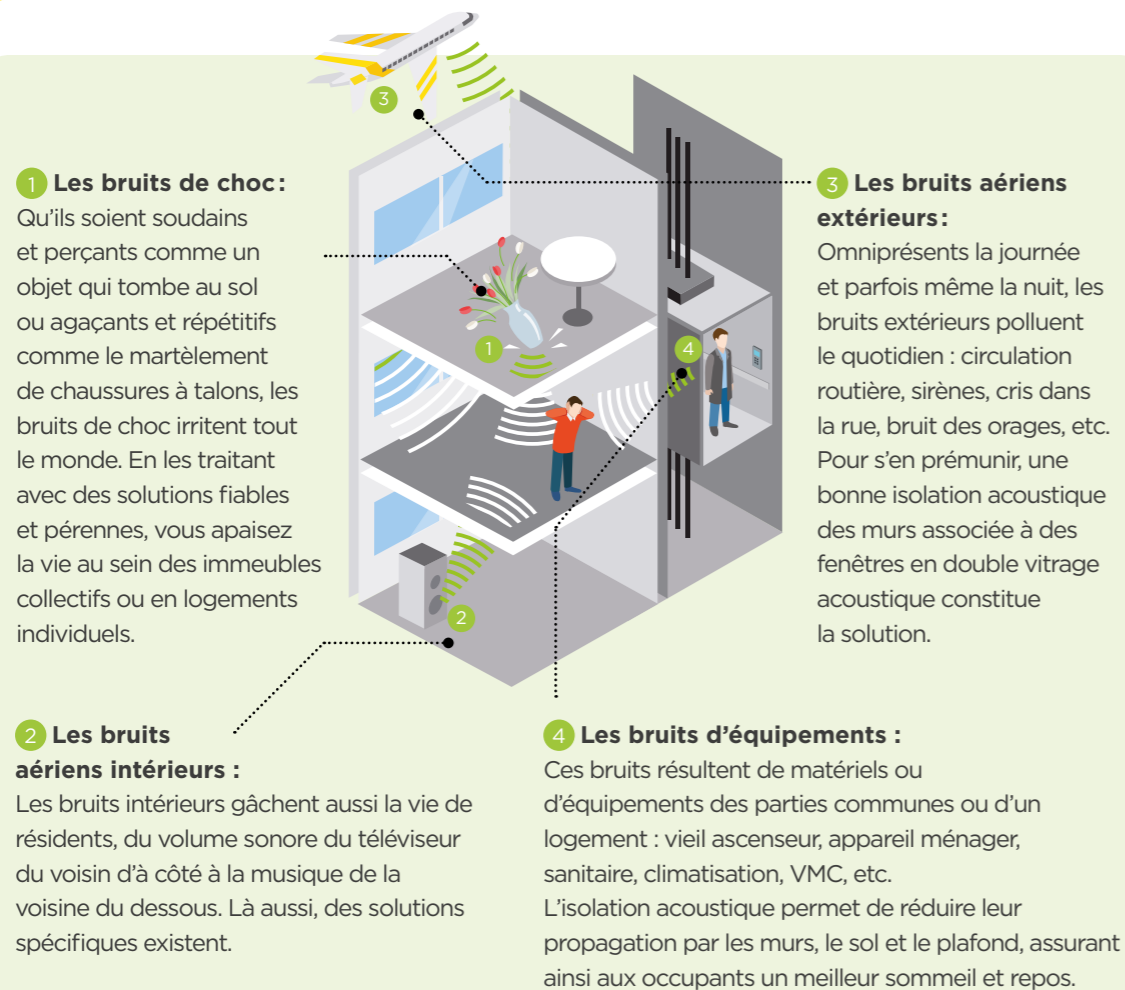 1 Les bruits de choc :
Qu'ils soient soudains
et perçants comme un
objet qui tombe au sol
ou agaçants et répétitifs
comme le martèlement
de chaussures à talons, les
bruits de choc irritent tout
le monde. En les traitant
avec des solutions fiables
et pérennes, vous apaisez
la vie au sein des immeubles
collectifs ou en logements
individuels.
3
1
4
2
3 Les bruits aériens
extérieurs :
Omniprésents la journée
et parfois même la nuit, les
bruits extérieurs polluent
le quotidien : circulation
routière, sirènes, cris dans
la rue, bruit des orages, etc.
Pour s'en prémunir, une
bonne isolation acoustique
des murs associée à des
fenêtres en double vitrage
acoustique constitue
la solution.
2 Les bruits
aériens intérieurs :
Les bruits intérieurs gâchent aussi la vie de
résidents, du volume sonore du téléviseur
du voisin d'à côté à la musique de la
voisine du dessous. Là aussi, des solutions
spécifiques existent.
4 Les bruits d'équipements :
Ces bruits résultent de matériels ou
d'équipements des parties communes ou d'un
logement : vieil ascenseur, appareil ménager,
sanitaire, climatisation, VMC, etc.
L'isolation acoustique permet de réduire leur
propagation par les murs, le sol et le plafond, assurant
ainsi aux occupants un meilleur sommeil et repos.